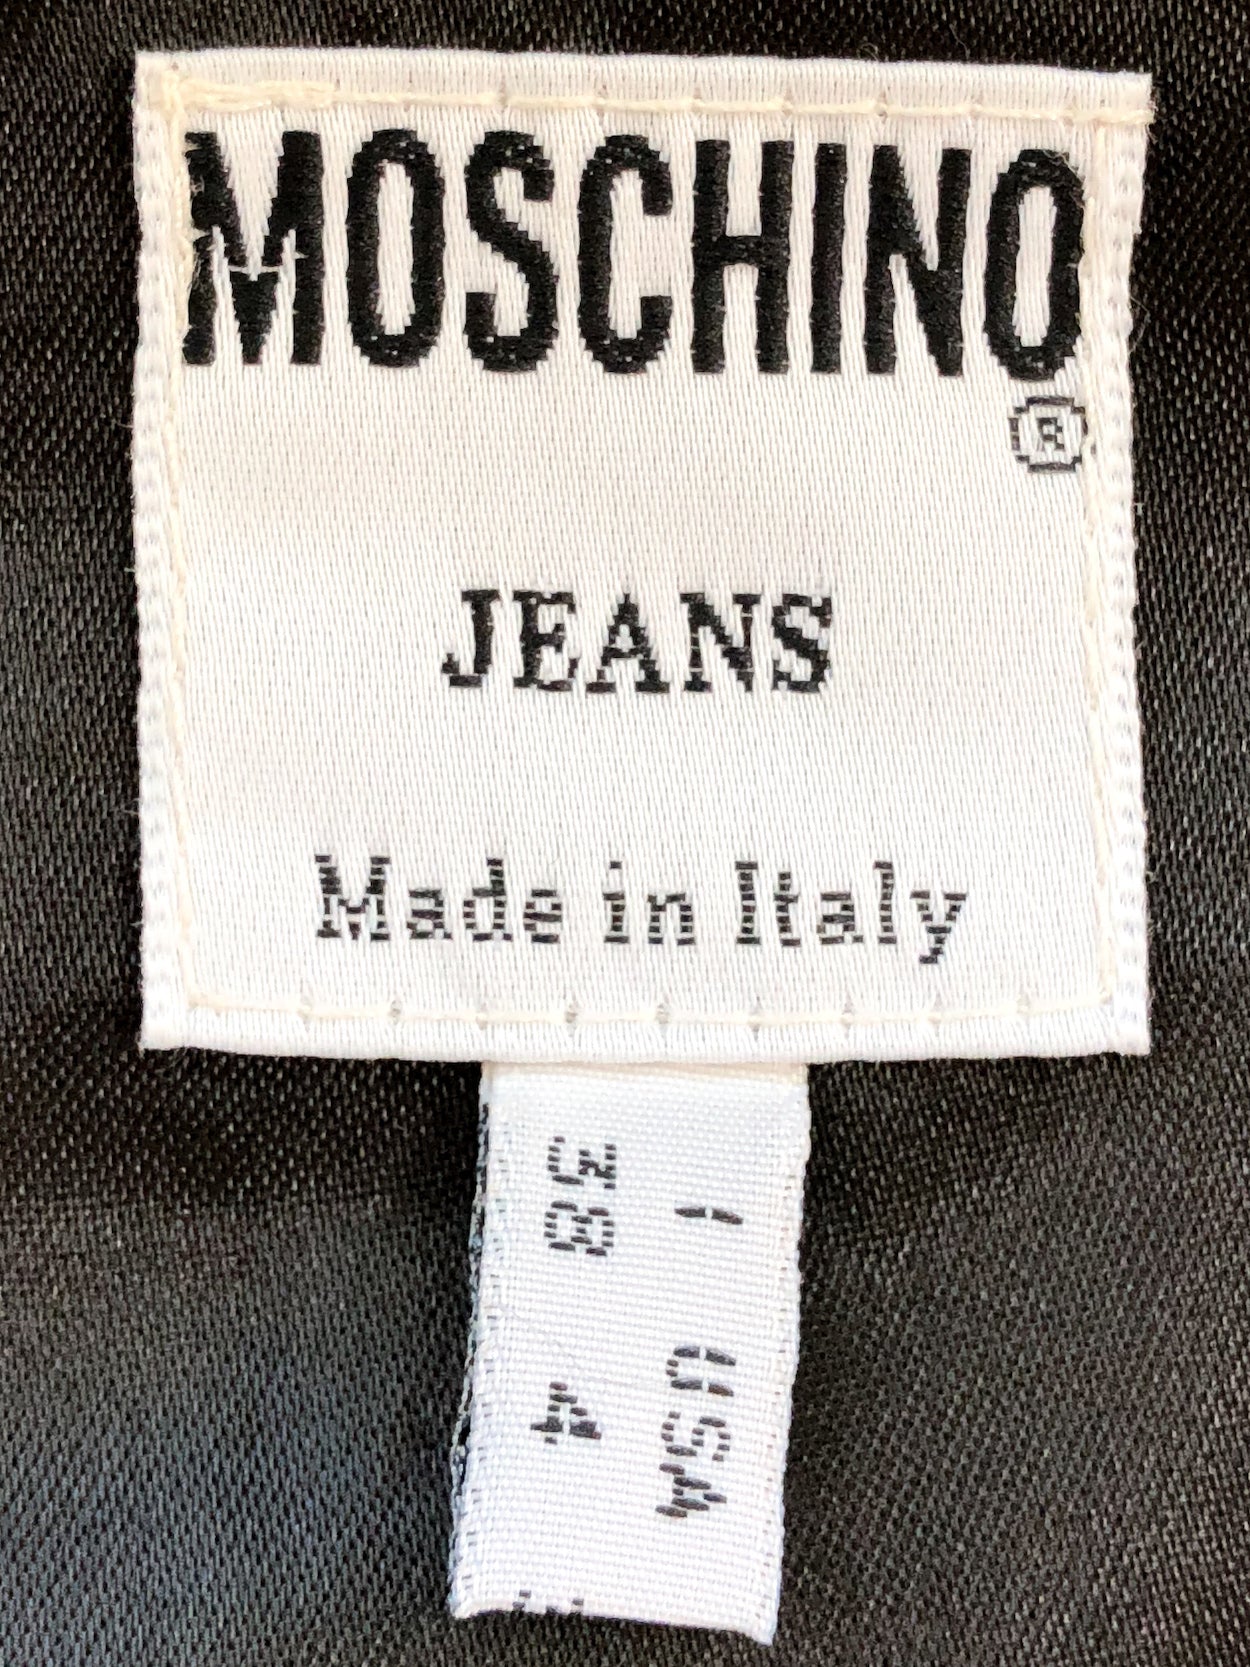 MOSCHINO
®
JEANS
Made in Italy
I USA
38 4